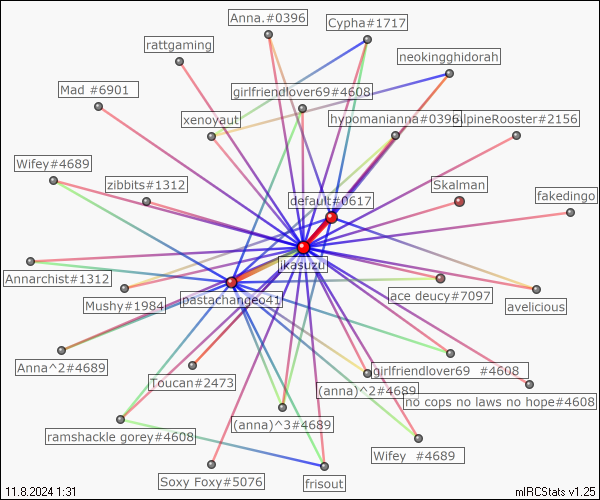 Anna.#0396
Cypha#1717
rattgaming
neokingghidorah
Mad #6901
girlfriendlover69#4608
xenoyaut
hypomanianna#0396
lpineRooster#2156
Wifey#4689
zibbits#1312
default#0617
Skalman
fakedingo
ikasuzu
Annarchist#1312
Mushy#1984
pastachangeo41
ace deucy#7097
avelicious
Anna^2#4689
Toucan#2473
girlfriendlover69 #4608
(anna)^2#4689
no cops no laws no hope#4608
ramshackle gorey#4608
(anna)^3#4689
Wifey #4689
Soxy Foxy#5076
frisout
11.8.2024 1:31
mIRCStats v1.25